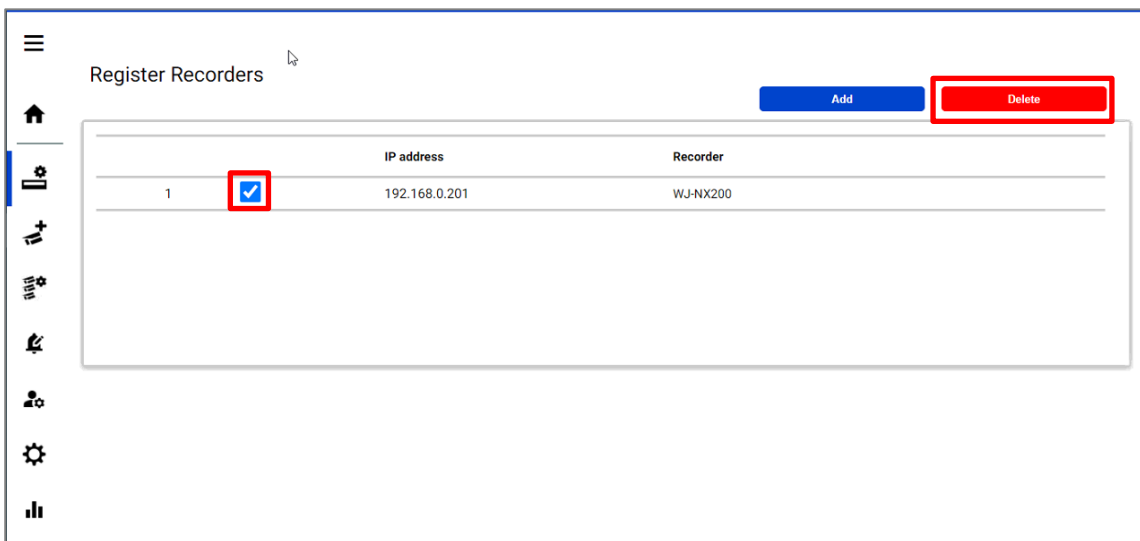 Register Recorders
Add Delete
IP address Recorder
1 192.168.0.201 WJ-NX200